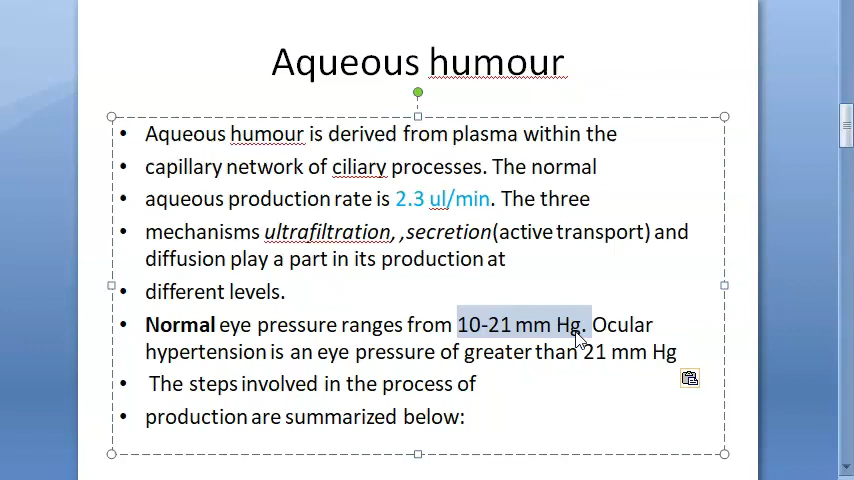 Aqueous humour
• Aqueous humour is derived from plasma within the
• capillary network of ciliary processes. The normal
• aqueous production rate is 2.3 ul/min. The three
• mechanisms ultrafiltration, ,secretion(active transport) and
diffusion play a part in its production at
• different levels.
• Normal eye pressure ranges from 10-21 mm Hg. Ocular
hypertension is an eye pressure of greater than 21 mm Hg
• The steps involved in the process of
• production are summarized below: